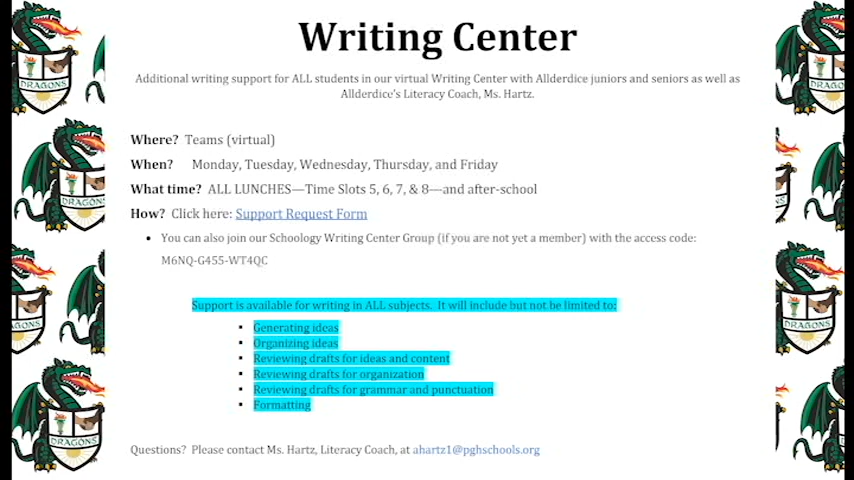 Writing Center
Additional writing support for ALL students in our virtual Writing Center with Allderdice juniors and seniors as well as
Allderdice's Literacy Coach, Ms. Hartz.
Where? Teams (virtual)
When? Monday, Tuesday, Wednesday, Thursday, and Friday
What time? ALL LUNCHES—Time Slots 5, 6, 7, & 8—and after-school
How? Click here: Support Request Form
• You can also join our Schoology Writing Center Group (if you are not yet a member) with the access code:
M6NQ-G455-WT4QC
Support is available for writing in ALL subjects. It will include but not be limited to:
▪ Generating ideas
▪ Organizing ideas
▪ Reviewing drafts for ideas and content
▪ Reviewing drafts for organization
▪ Reviewing drafts for grammar and punctuation
▪ Formatting
Questions? Please contact Ms. Hartz, Literacy Coach, at ahartz1@pghschools.org
DRAGONS
DRAGONS
DRAGONS
DRAGONS
DRAGONS
DRAGONS